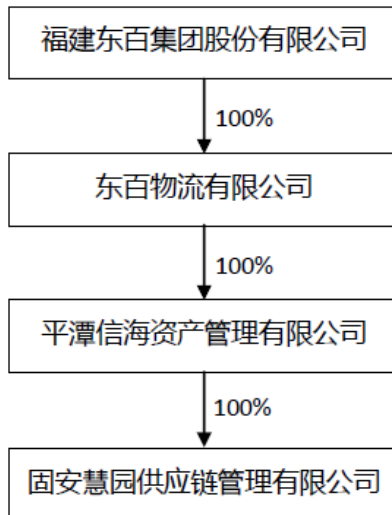 福建东百集团股份有限公司
100%
东百物流有限公司
100%
平潭信海资产管理有限公司
100%
固安慧园供应链管理有限公司